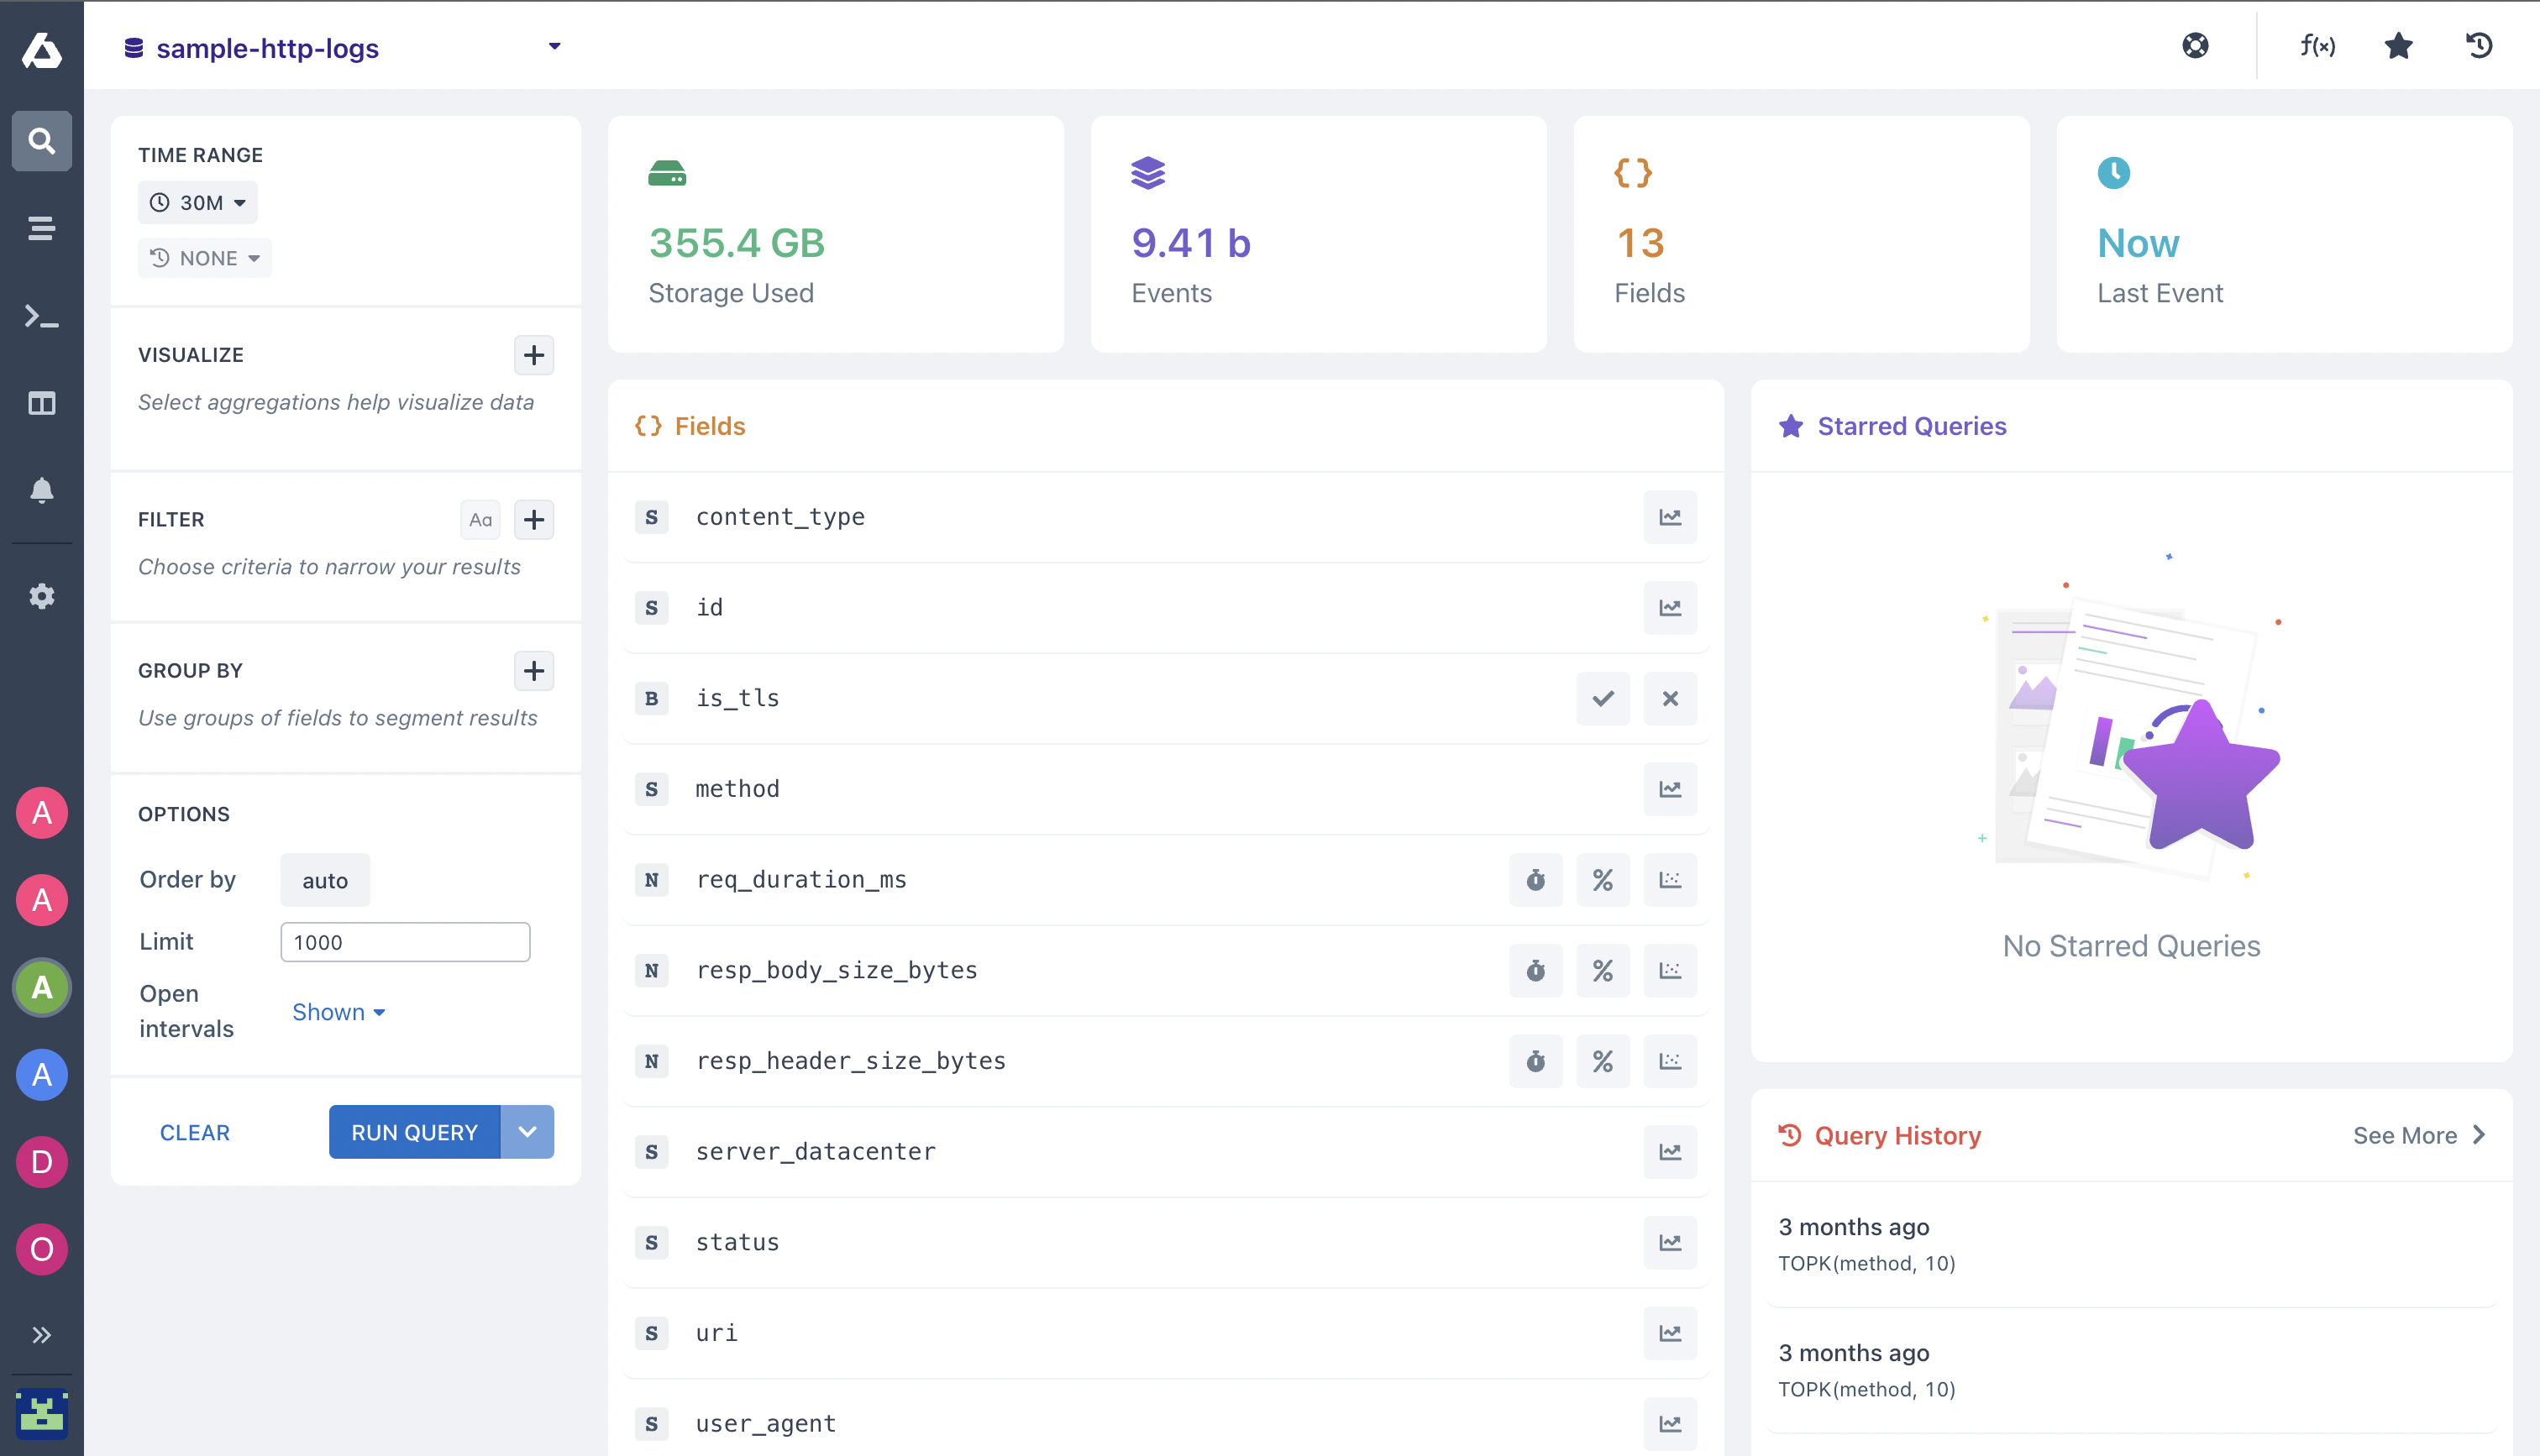 sample-http-logs
f(x)
TIME RANGE
30M
NONE
VISUALIZE
Select aggregations help visualize data
FILTER
Aa
Choose criteria to narrow your results
GROUP BY
Use groups of fields to segment results
OPTIONS
Order by
auto
Limit
1000
Open
intervals
Shown
CLEAR
RUN QUERY
355.4 GB
Storage Used
9.41 b
Events
13
Fields
Now
Last Event
{} Fields
S content_type
S id
B is_tls
S method
N req_duration_ms %
N resp_body_size_bytes %
N resp_header_size_bytes %
S server_datacenter
S status
S uri
S user_agent
Starred Queries
No Starred Queries
Query History
See More
3 months ago
TOPK(method, 10)
3 months ago
TOPK(method, 10)
A
A
A
A
D
O